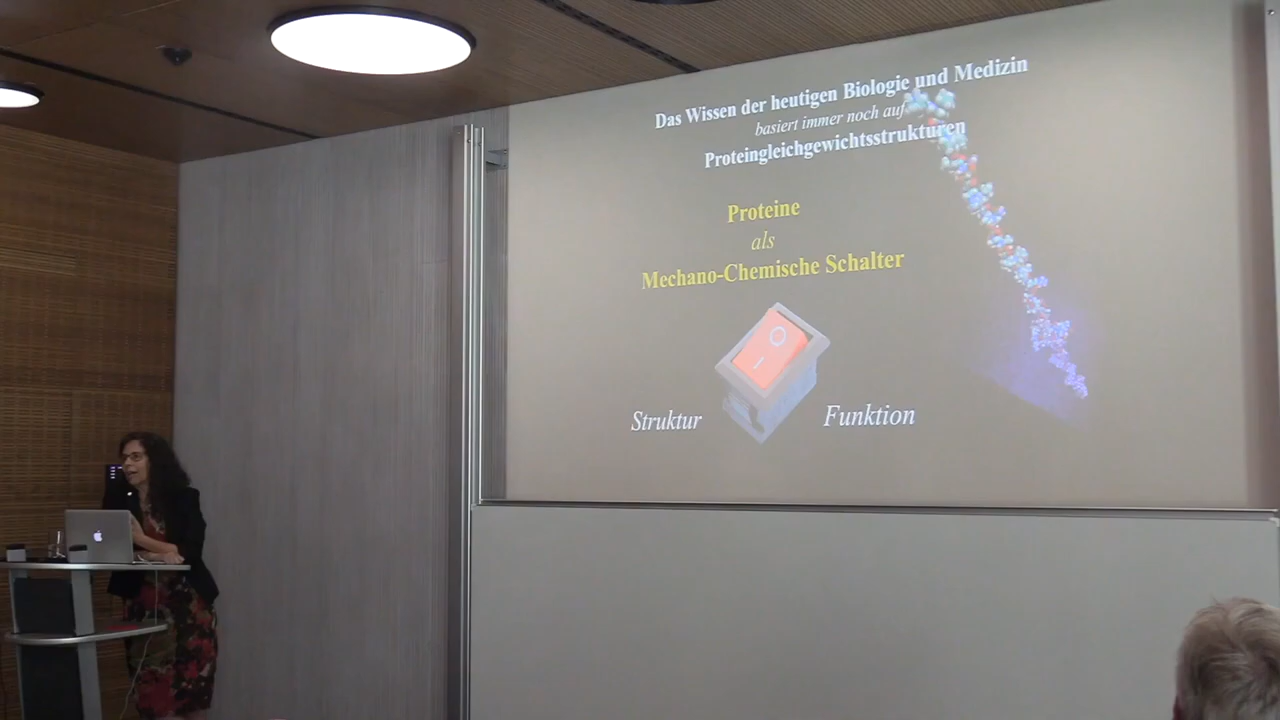 Das Wissen der heutigen Biologie und Medizin
basiert immer noch auf
Proteingleichgewichtsstrukturen
Proteine
als
Mechano-Chemische Schalter
Struktur
Funktion